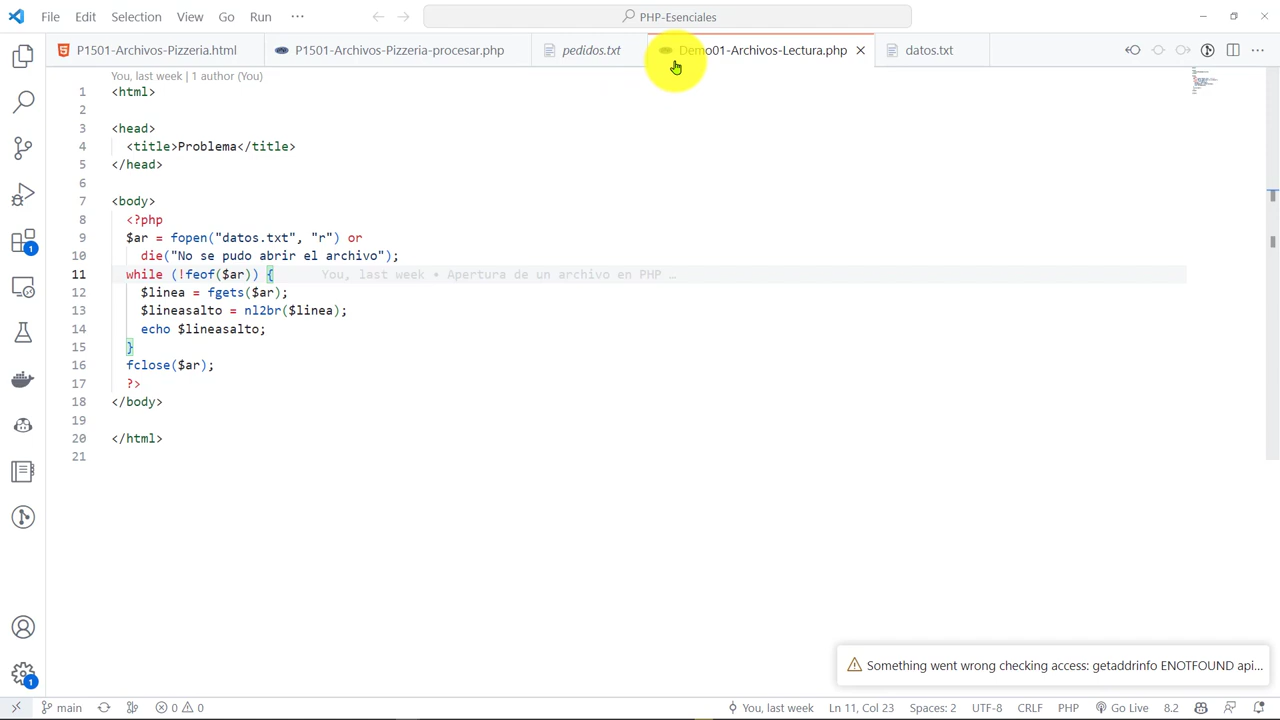 File Edit Selection View Go Run ··· PHP-Esenciales
P1501-Archivos-Pizzeria.html P1501-Archivos-Pizzeria-procesar.php pedidos.txt Demo01-Archivos-Lectura.php datos.txt
You, last week | 1 author (You)
1 <html>
2
3 <head>
4 <title>Problema</title>
5 </head>
6
7 <body>
8 <?php
9 $ar = fopen("datos.txt", "r") or
10 die("No se pudo abrir el archivo");
11 while (!feof($ar)) { You, last week • Apertura de un archivo en PHP …
12 $linea = fgets($ar);
13 $lineasalto = nl2br($linea);
14 echo $lineasalto;
15 }
16 fclose($ar);
17 ?>
18 </body>
19
20 </html>
21
1
1
Something went wrong checking access: getaddrinfo ENOTFOUND api...
main 0 0 You, last week Ln 11, Col 23 Spaces: 2 UTF-8 CRLF PHP Go Live 8.2